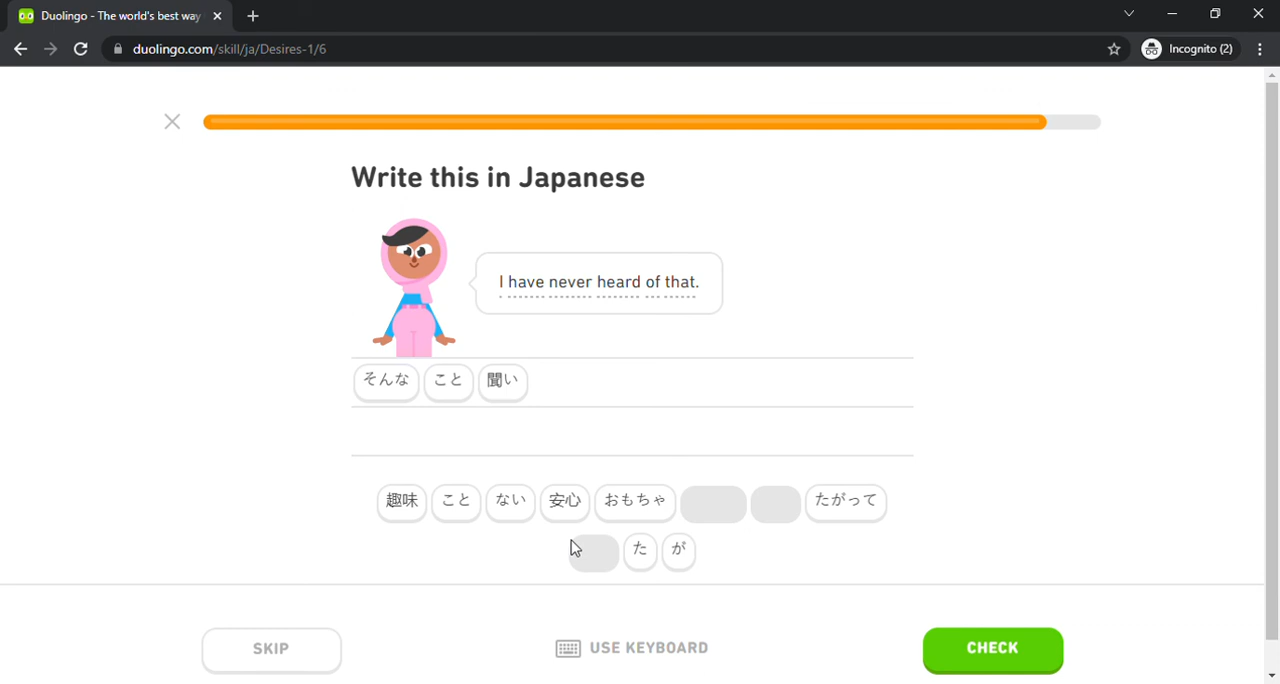 Duolingo - The world's best way
duolingo.com/skill/ja/Desires-1/6
Incognito (2)
Write this in Japanese
I have never heard of that.
そんな こと 聞い
趣味 こと ない 安心 おもちゃ たがって
た が
SKIP
USE KEYBOARD
CHECK